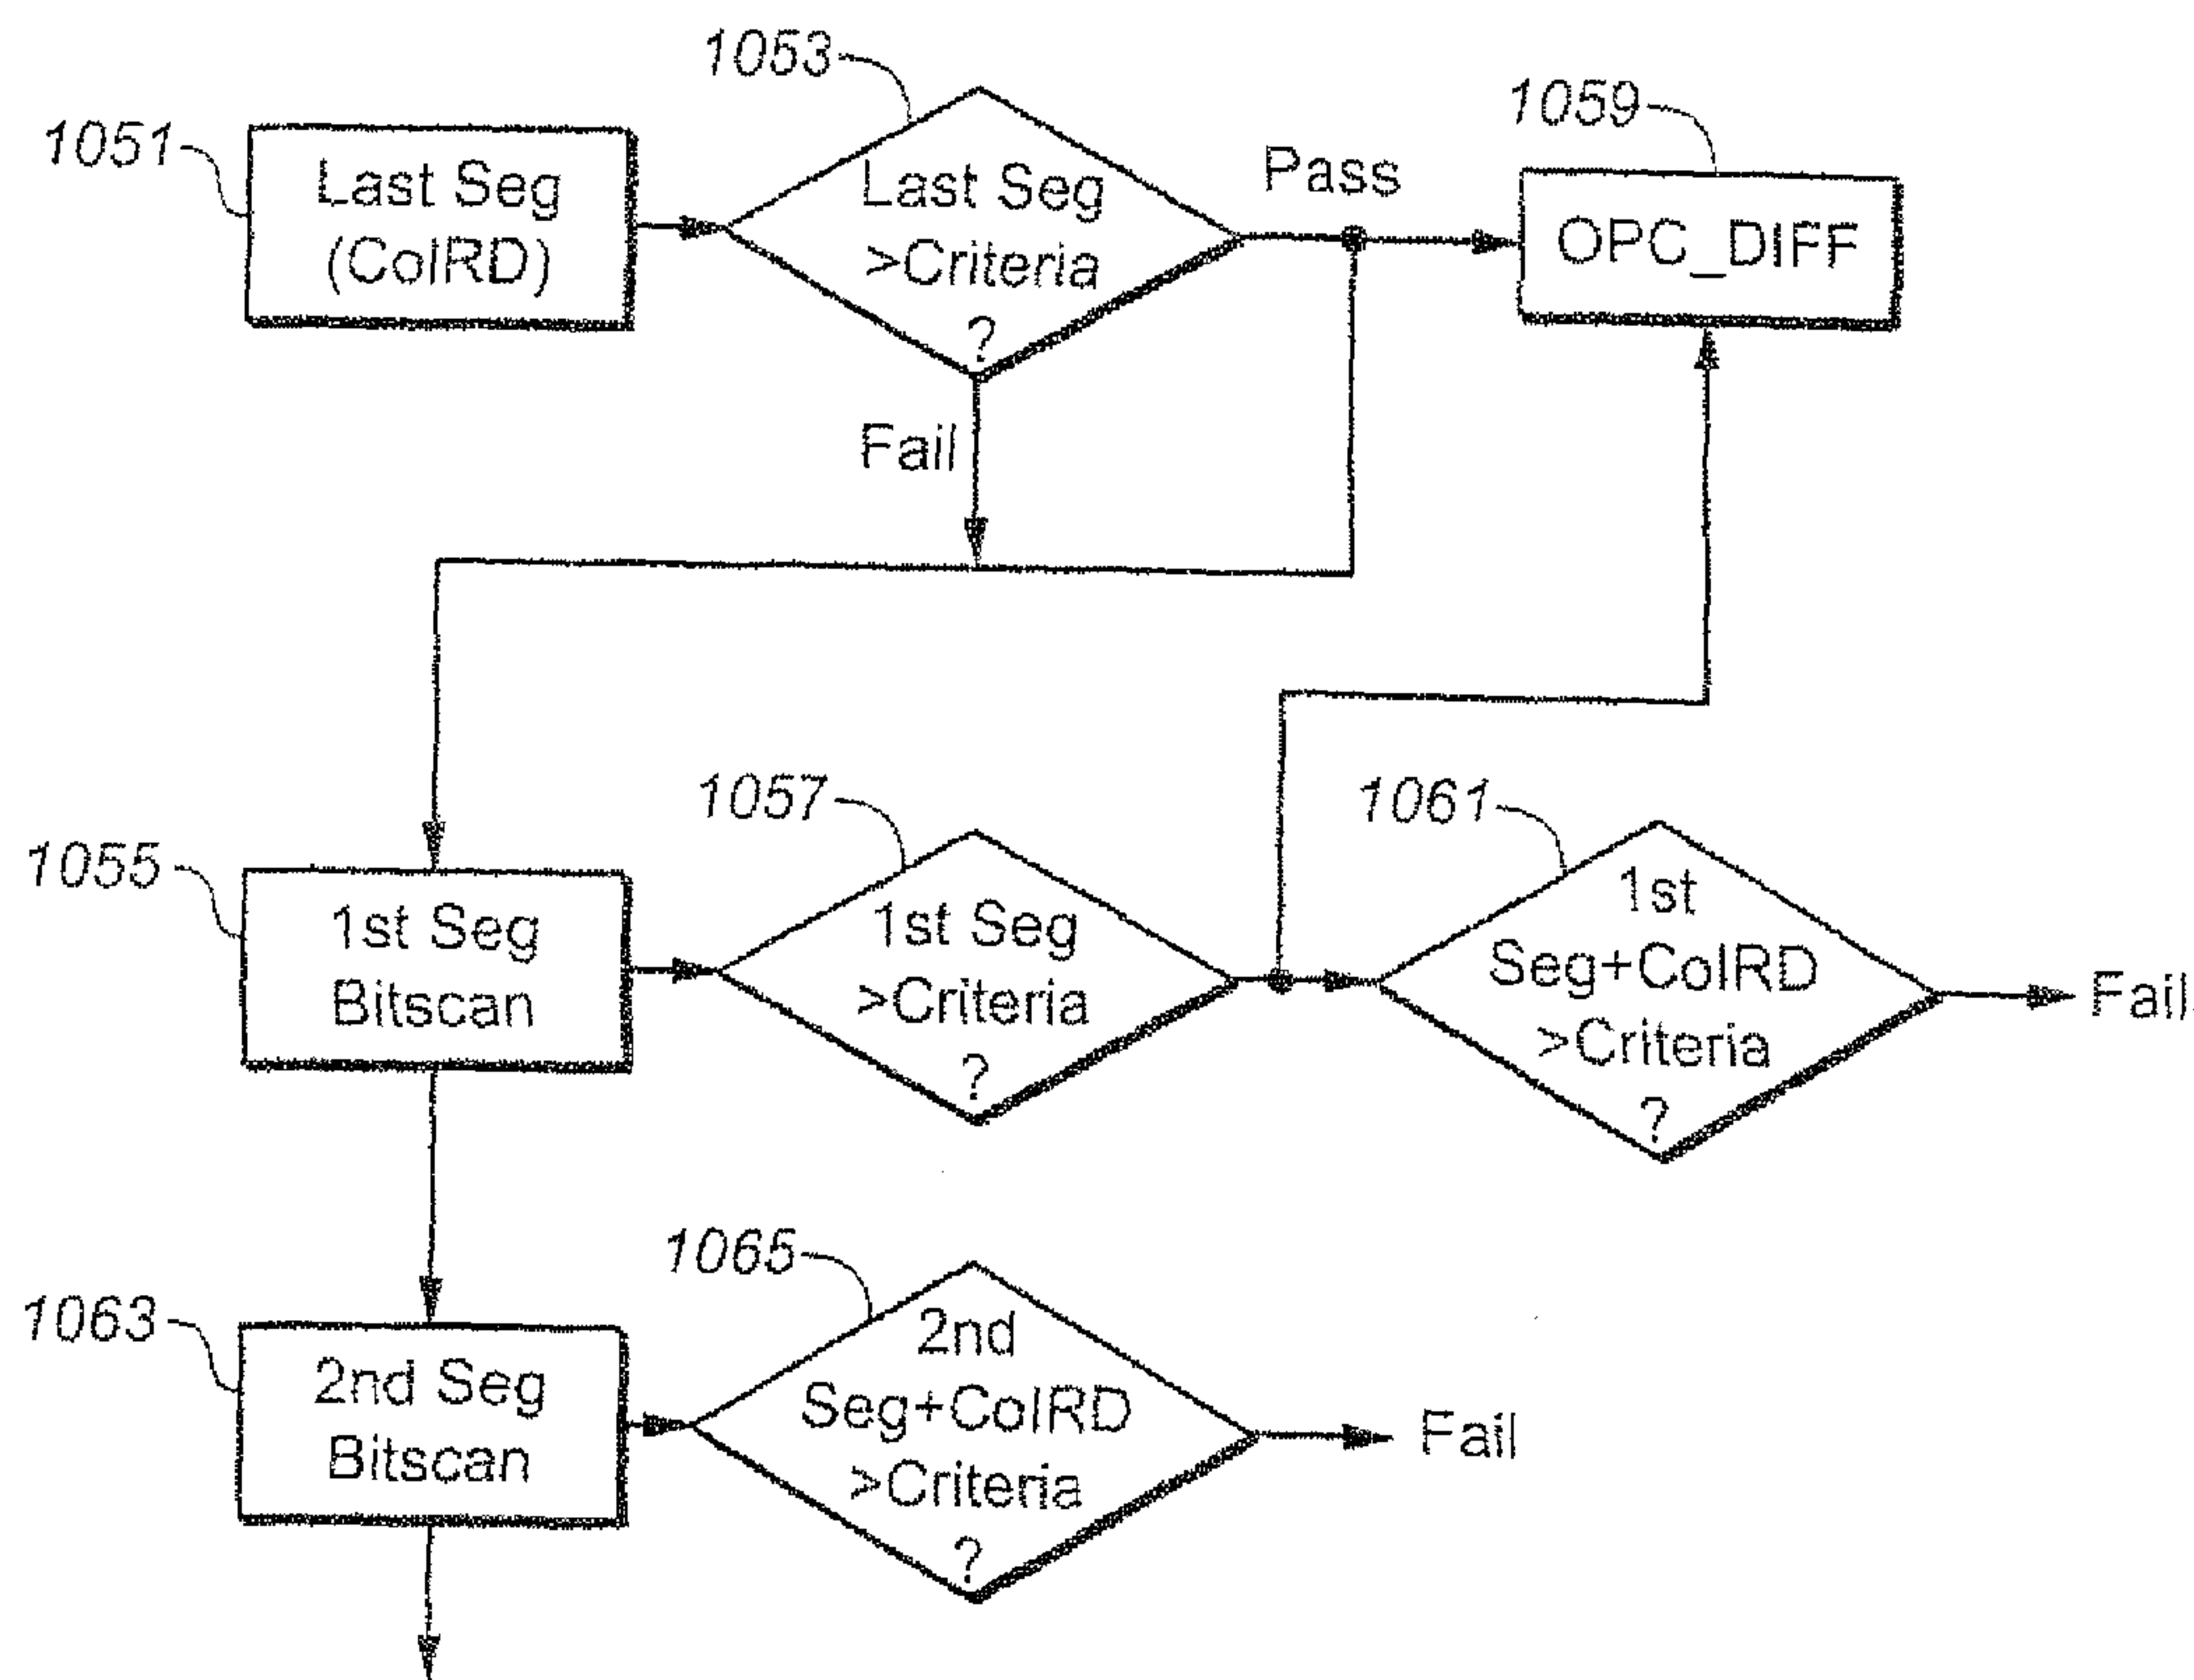 1053
1059
1051
Last Seg
(ColRD)
Last Seg
>Criteria
?
Pass
OPC_DIFF
Fail
1057
1061
1055
1st Seg
Bitscan
1st Seg
>Criteria
?
1st
Seg+ColRD
>Criteria
?
Fail
1065
1063
2nd Seg
Bitscan
2nd
Seg+ColRD
>Criteria
?
Fail